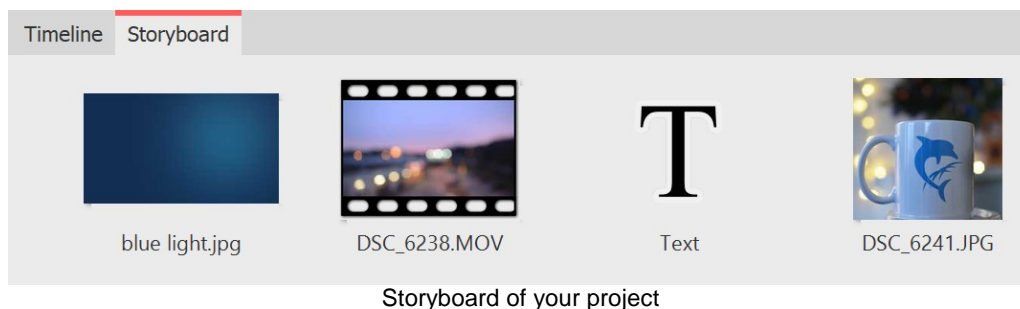 Timeline Storyboard
T
blue light.jpg DSC_6238.MOV Text DSC_6241.JPG
Storyboard of your project